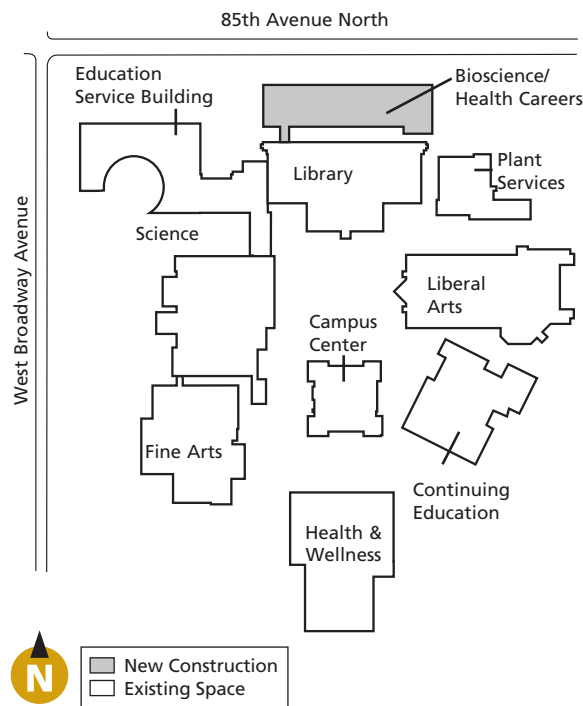 85th Avenue North
West Broadway Avenue
Education
Service Building
Bioscience/
Health Careers
Library
Plant
Services
Science
Liberal
Arts
Campus
Center
Fine Arts
Continuing
Education
Health &
Wellness
N
New Construction
Existing Space